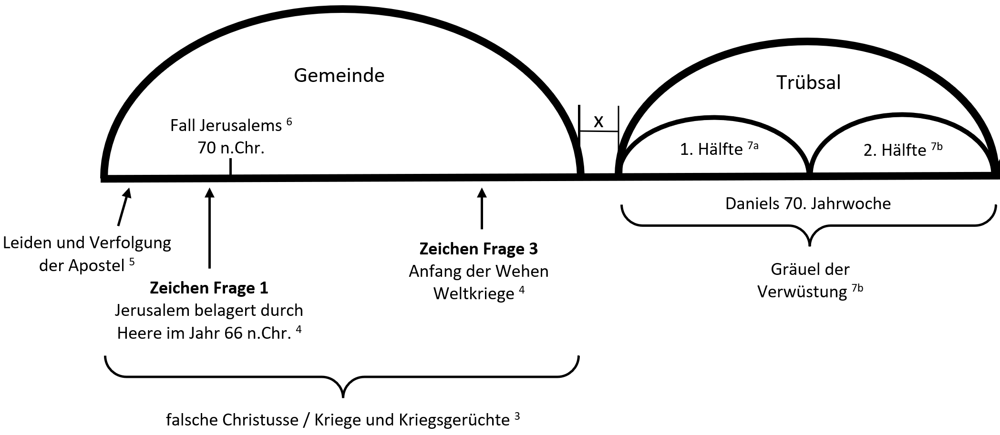 Gemeinde
Trübsal
Fall Jerusalems 6
70 n.Chr.
x
1. Hälfte 7a
2. Hälfte 7b
Daniels 70. Jahrwoche
Leiden und Verfolgung
der Apostel 5
Zeichen Frage 1
Jerusalem belagert durch
Heere im Jahr 66 n.Chr. 4
Zeichen Frage 3
Anfang der Wehen
Weltkriege 4
Gräuel der
Verwüstung 7b
falsche Christusse / Kriege und Kriegsgerüchte 3